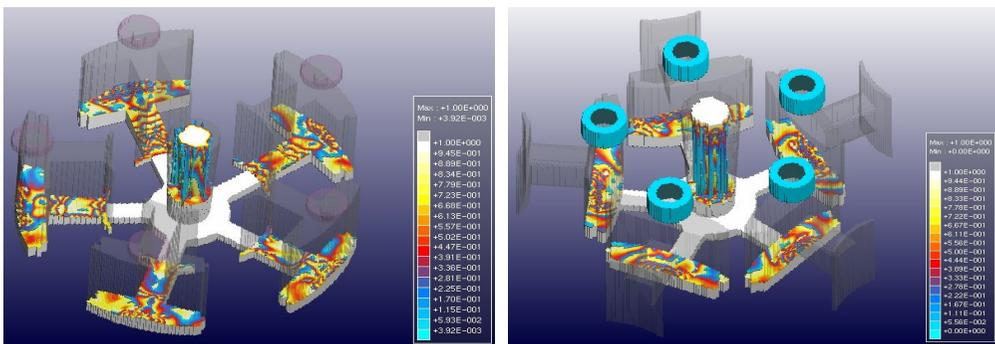 Max : +1.00E+000
Min : +3.92E-003
+1.00E+000
+9.45E-001
+8.89E-001
+8.34E-001
+7.79E-001
+7.23E-001
+6.68E-001
+6.13E-001
+5.57E-001
+5.02E-001
+4.47E-001
+3.91E-001
+3.36E-001
+2.81E-001
+2.25E-001
+1.70E-001
+1.15E-001
+5.93E-002
+3.92E-003
Max : +1.00E+000
Min : +0.00E+000
+1.00E+000
+9.44E-001
+8.89E-001
+8.33E-001
+7.78E-001
+7.22E-001
+6.67E-001
+6.11E-001
+5.56E-001
+5.00E-001
+4.44E-001
+3.89E-001
+3.33E-001
+2.78E-001
+2.22E-001
+1.67E-001
+1.11E-001
+5.56E-002
+0.00E+000